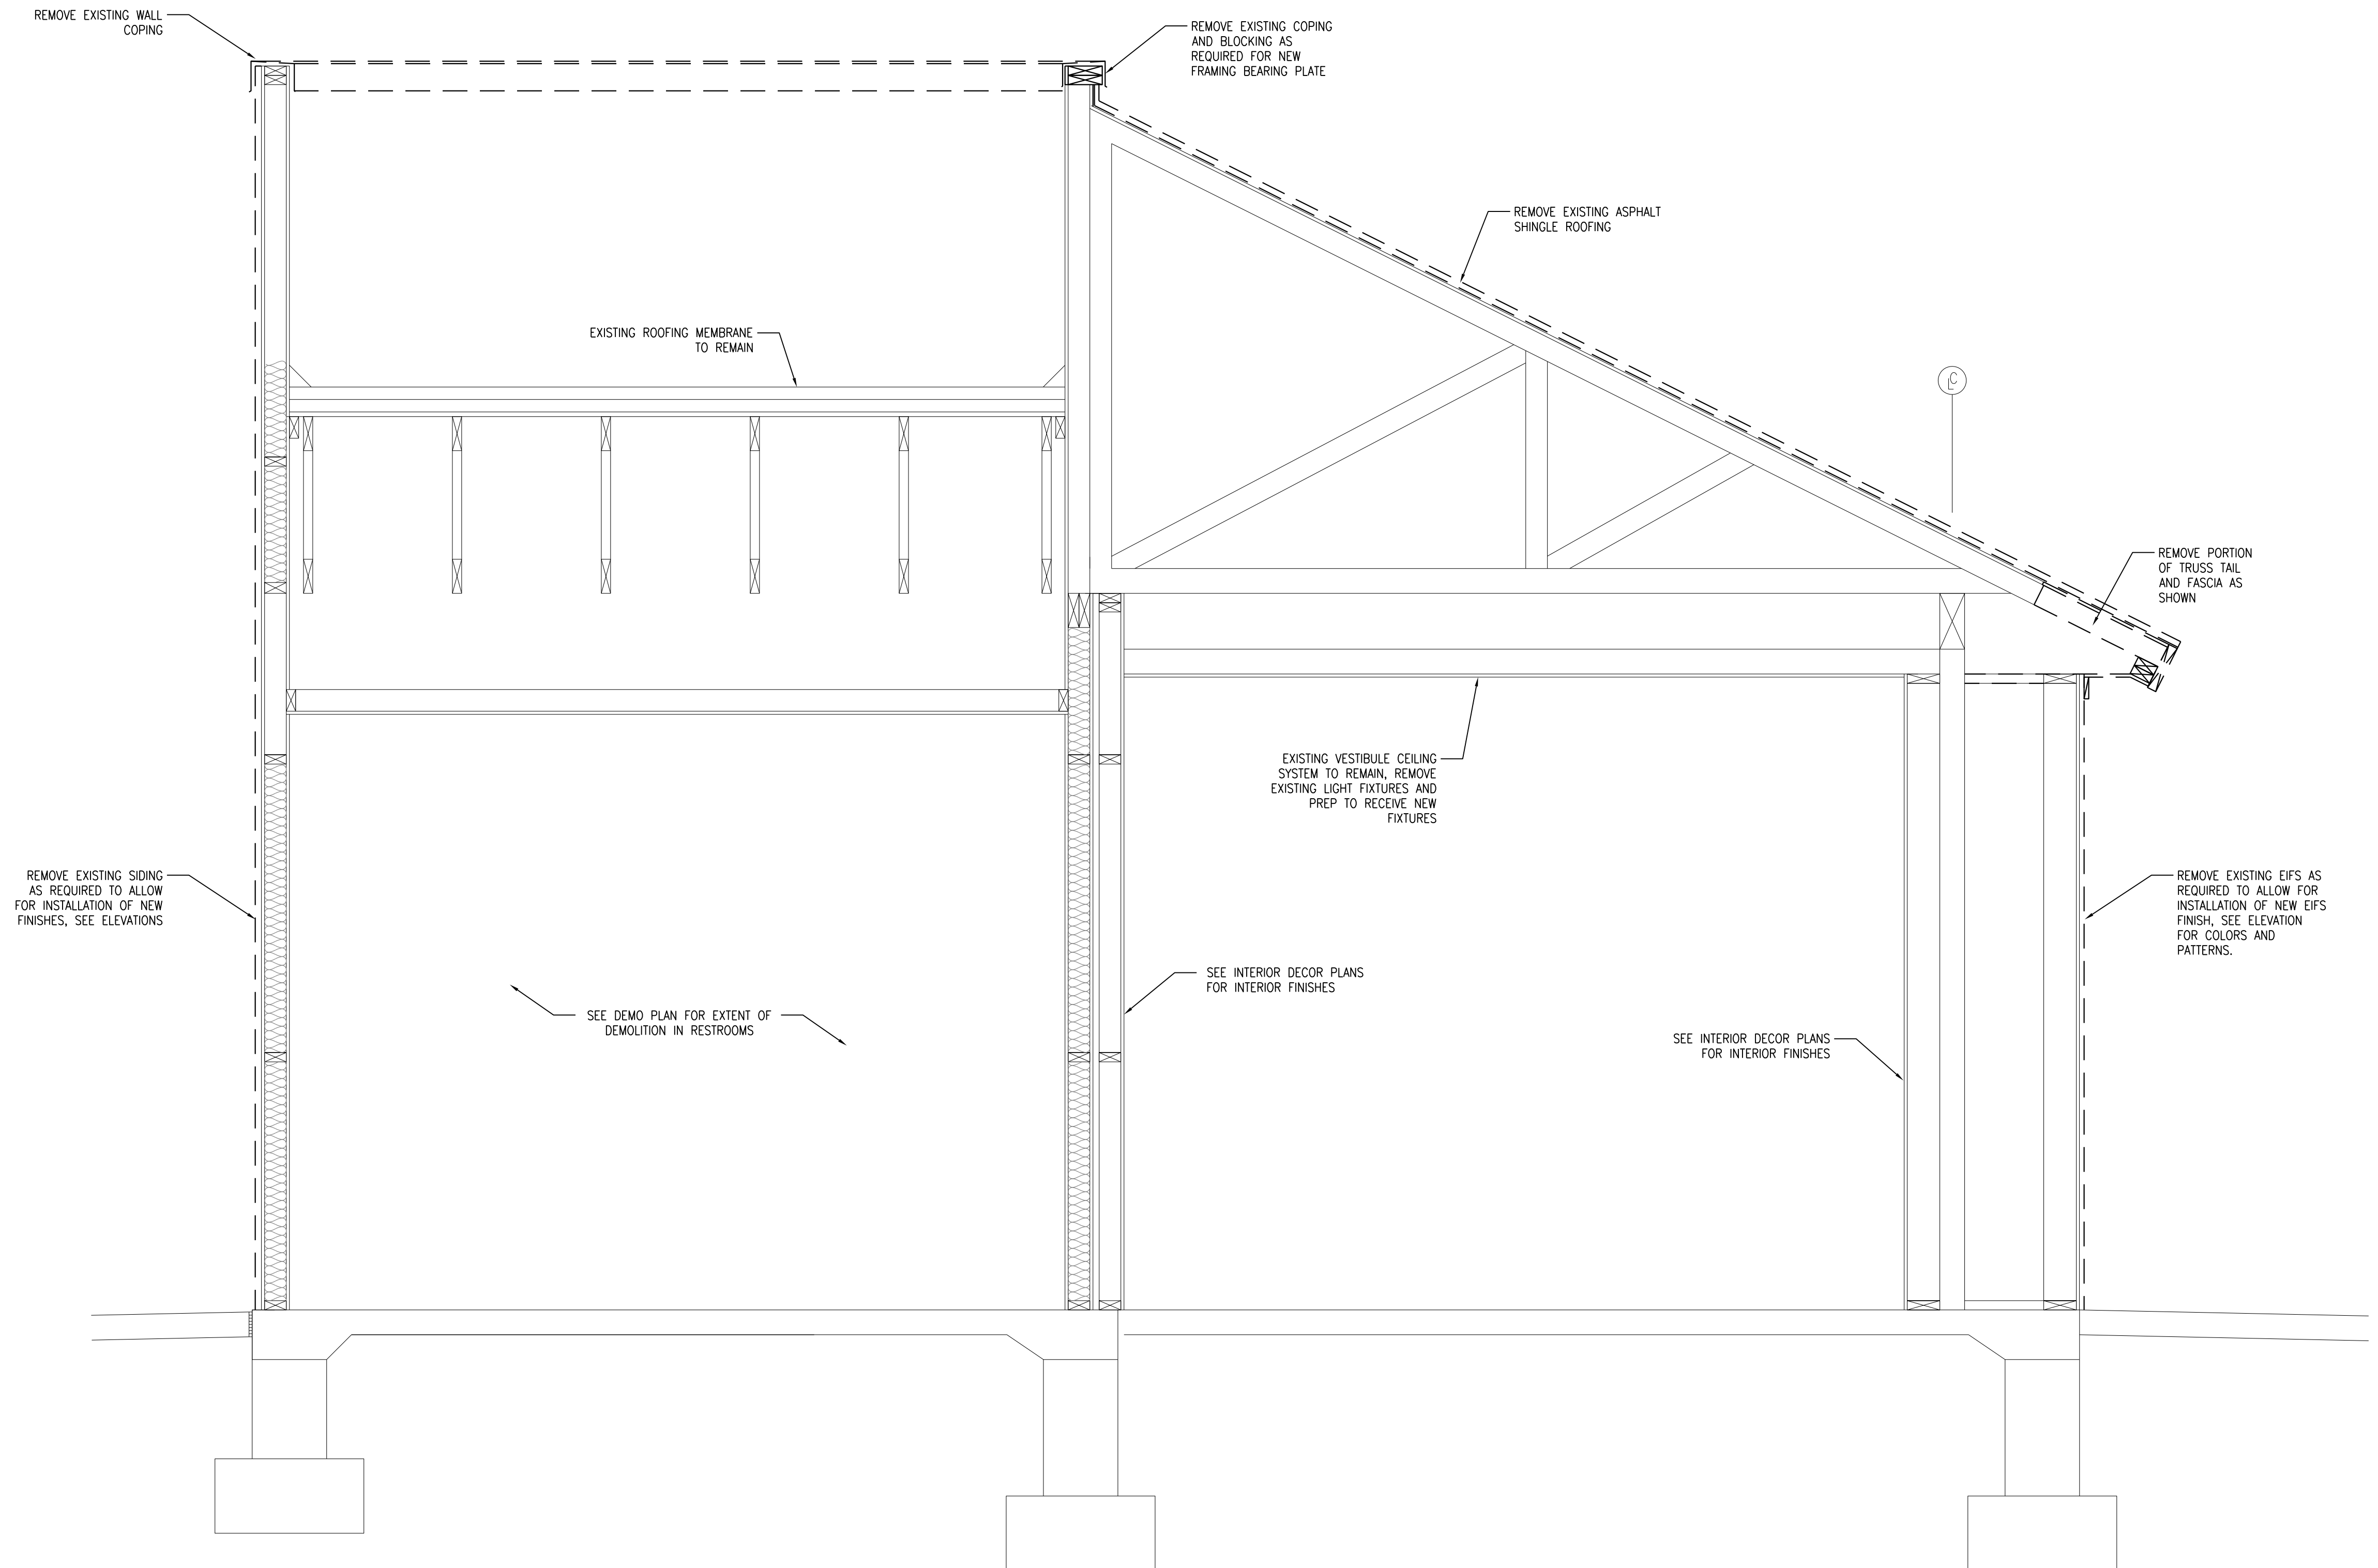 REMOVE EXISTING WALL
COPING
REMOVE EXISTING COPING
AND BLOCKING AS
REQUIRED FOR NEW
FRAMING BEARING PLATE
REMOVE EXISTING ASPHALT
SHINGLE ROOFING
EXISTING ROOFING MEMBRANE
TO REMAIN
CL
REMOVE PORTION
OF TRUSS TAIL
AND FASCIA AS
SHOWN
EXISTING VESTIBULE CEILING
SYSTEM TO REMAIN, REMOVE
EXISTING LIGHT FIXTURES AND
PREP TO RECEIVE NEW
FIXTURES
REMOVE EXISTING SIDING
AS REQUIRED TO ALLOW
FOR INSTALLATION OF NEW
FINISHES, SEE ELEVATIONS
REMOVE EXISTING EIFS AS
REQUIRED TO ALLOW FOR
INSTALLATION OF NEW EIFS
FINISH, SEE ELEVATION
FOR COLORS AND
PATTERNS.
SEE INTERIOR DECOR PLANS
FOR INTERIOR FINISHES
SEE DEMO PLAN FOR EXTENT OF
DEMOLITION IN RESTROOMS
SEE INTERIOR DECOR PLANS
FOR INTERIOR FINISHES